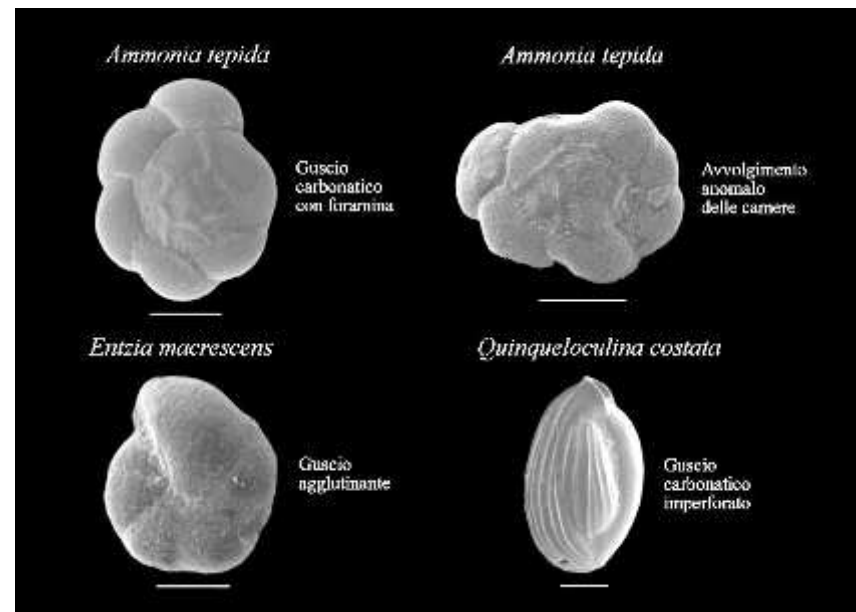 Ammonia tepida
Guscio
carbonatico
con foramina
Ammonia tepida
Avvolgimento
anomalo
delle camere
Entzia macrescens
Guscio
agglutinante
Quinqueloculina costata
Guscio
carbonatico
imperforato